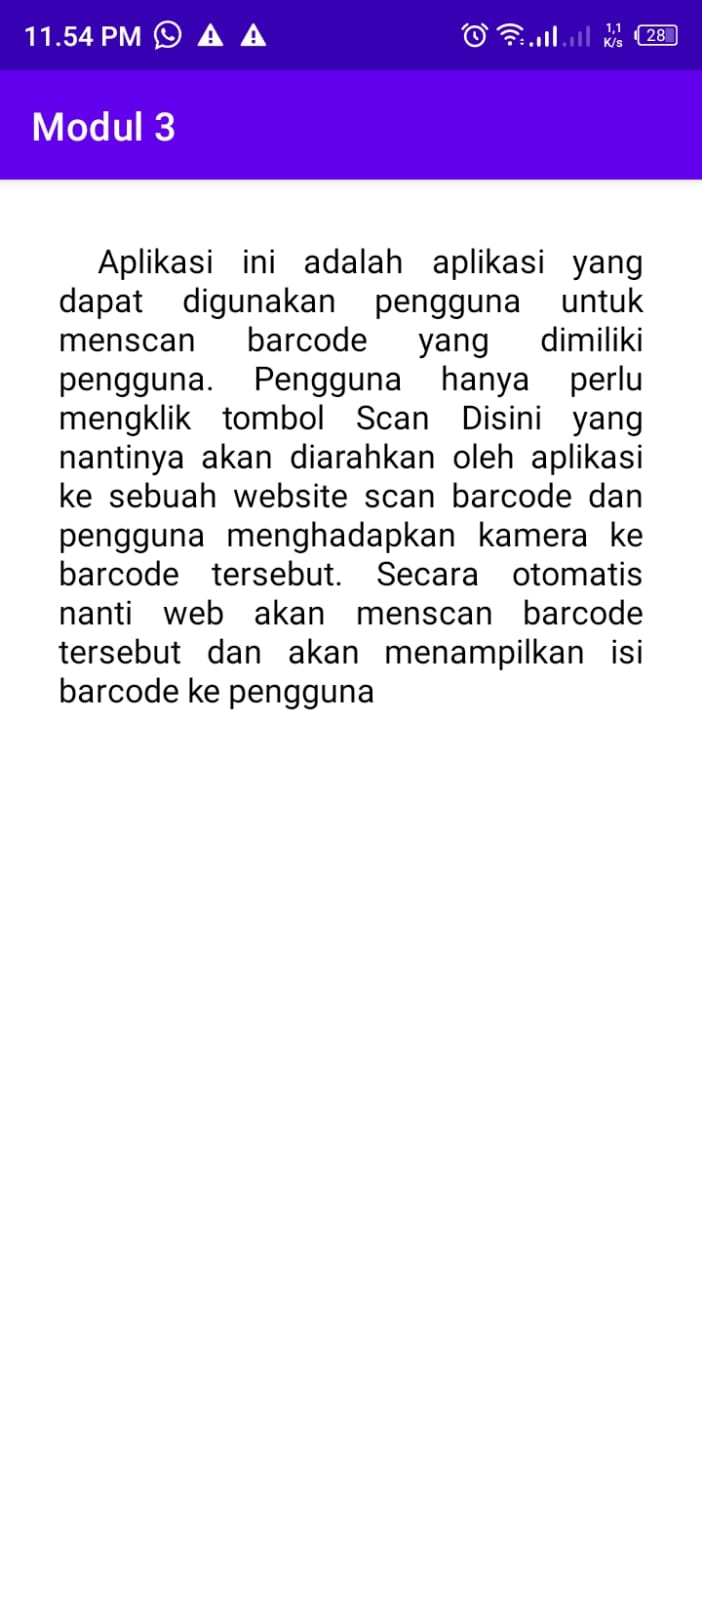 11.54 PM
1,1
K/s
28
Modul 3
Aplikasi ini adalah aplikasi yang
dapat digunakan pengguna untuk
menscan barcode yang dimiliki
pengguna. Pengguna hanya perlu
mengklik tombol Scan Disini yang
nantinya akan diarahkan oleh aplikasi
ke sebuah website scan barcode dan
pengguna menghadapkan kamera ke
barcode tersebut. Secara otomatis
nanti web akan menscan barcode
tersebut dan akan menampilkan isi
barcode ke pengguna